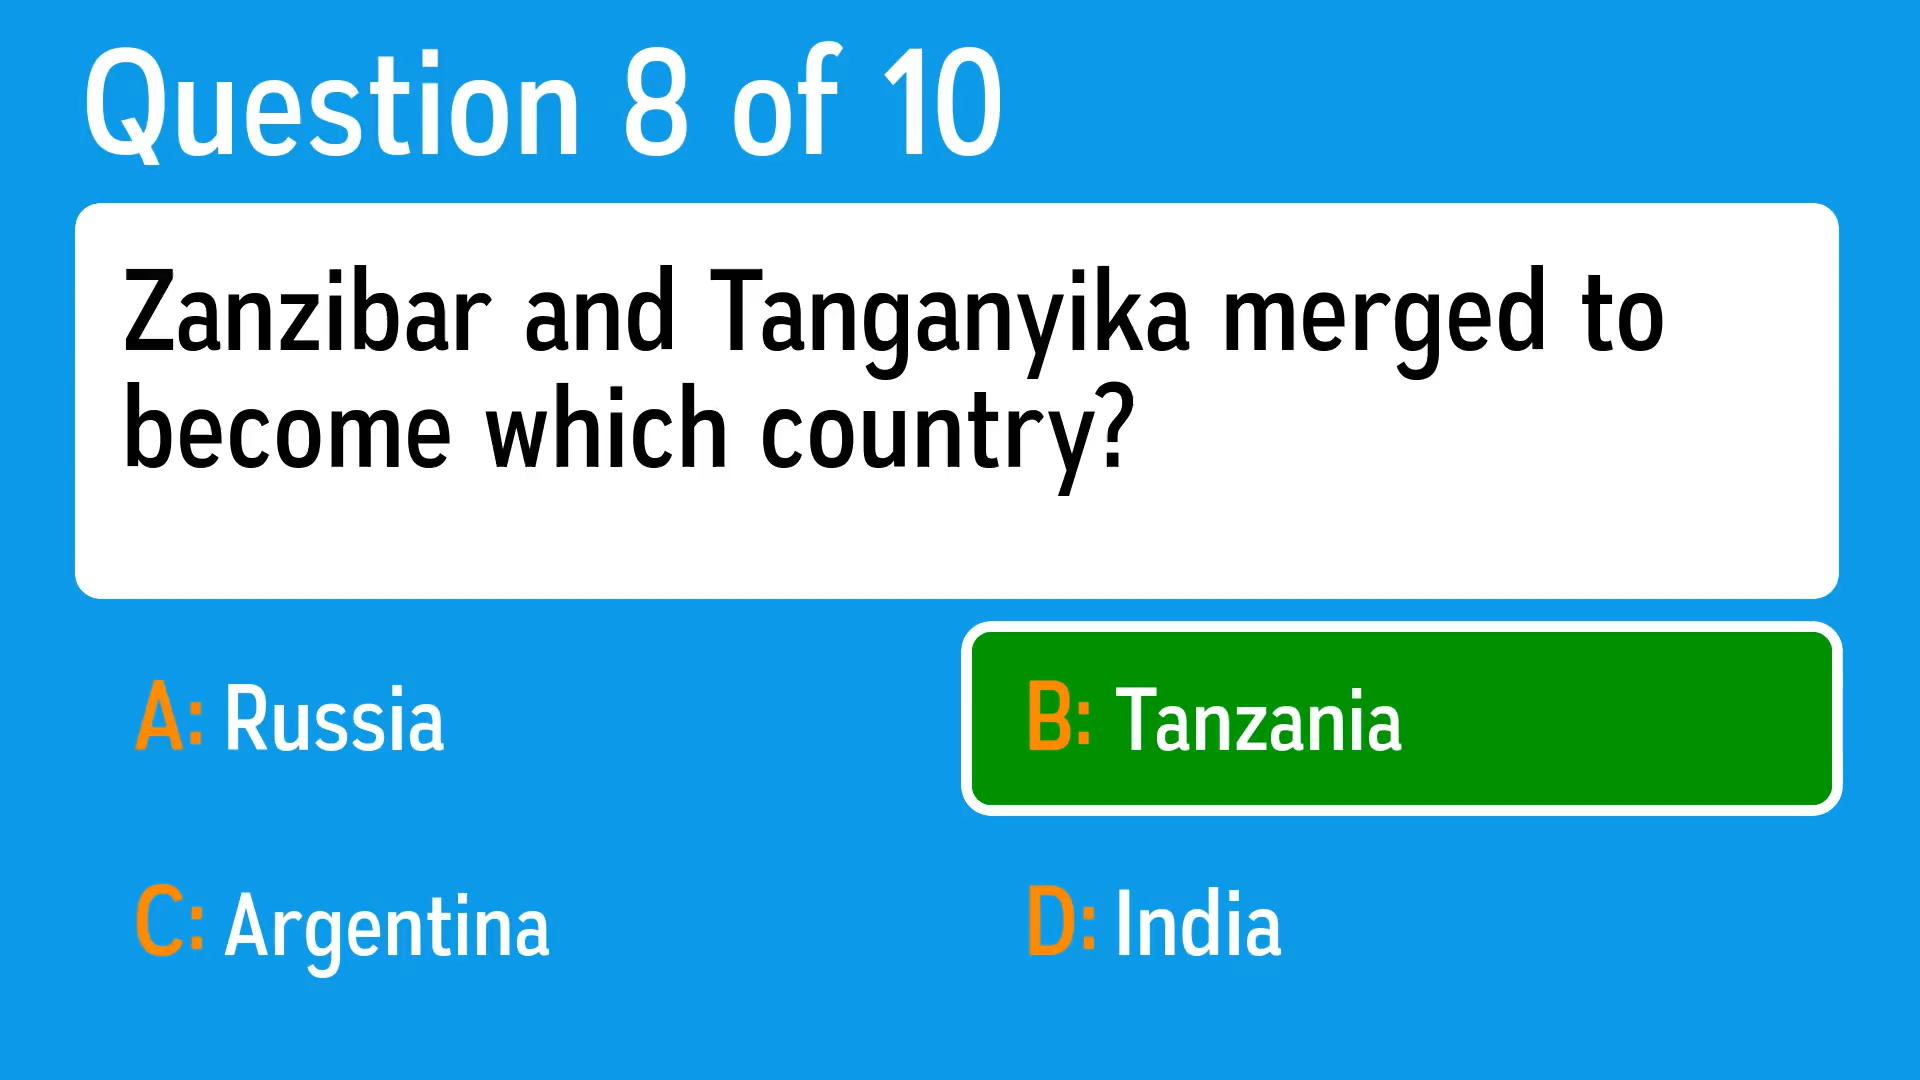 Question 8 of 10
Zanzibar and Tanganyika merged to
become which country?
A: Russia
B: Tanzania
C: Argentina
D: India